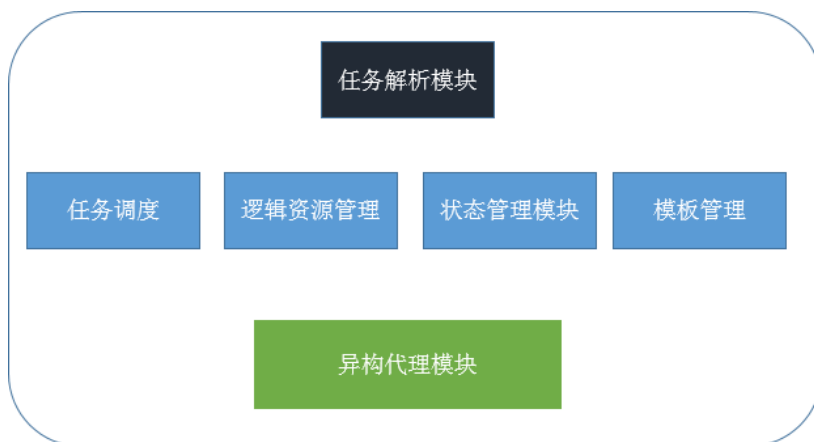 任务解析模块
任务调度
逻辑资源管理
状态管理模块
模板管理
异构代理模块